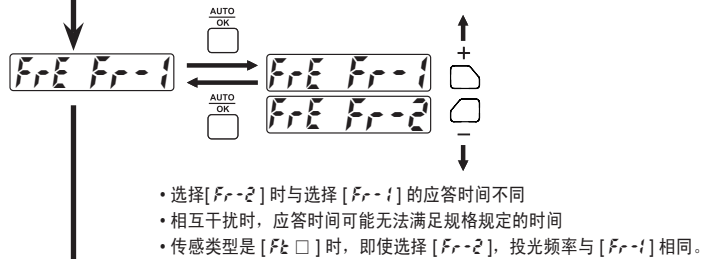 AUTO
OK
FrE Fr-1
FrE Fr-1
+
FrE Fr-2
AUTO
OK
−
• 选择[Fr-2]时与选择 [Fr-1] 的应答时间不同
• 相互干扰时，应答时间可能无法满足规格规定的时间
• 传感类型是 [Ft □] 时，即使选择 [Fr-2]，投光频率与 [Fr-1] 相同。